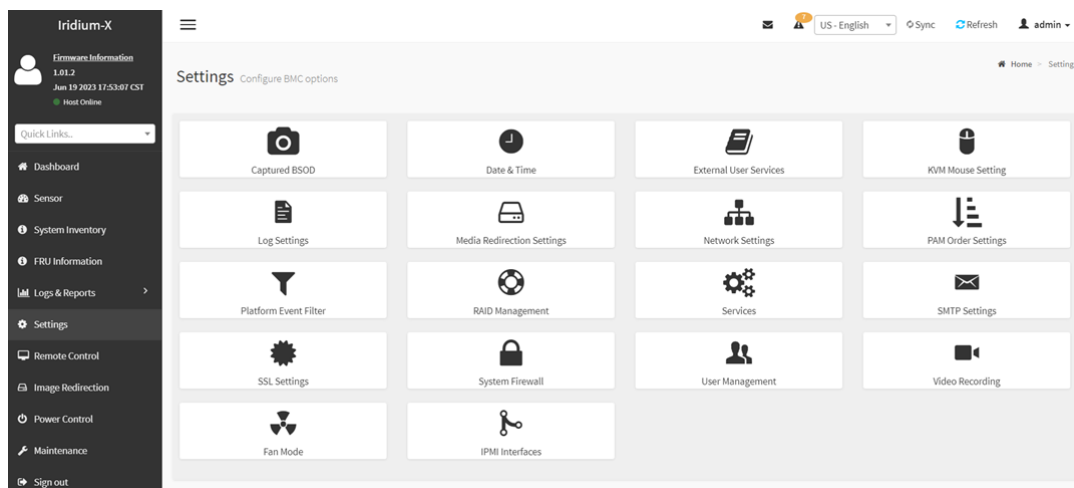 Iridium-X
US - English
Sync
Refresh
admin
Firmware Information
1.01.2
Jun 19 2023 17:53:07 CST
Host Online
Quick Links..
Dashboard
Sensor
System Inventory
FRU Information
Logs & Reports
Settings
Remote Control
Image Redirection
Power Control
Maintenance
Sign out
Settings Configure BMC options
Home > Setting
Captured BSOD
Date & Time
External User Services
KVM Mouse Setting
Log Settings
Media Redirection Settings
Network Settings
PAM Order Settings
Platform Event Filter
RAID Management
Services
SMTP Settings
SSL Settings
System Firewall
User Management
Video Recording
Fan Mode
IPMI Interfaces